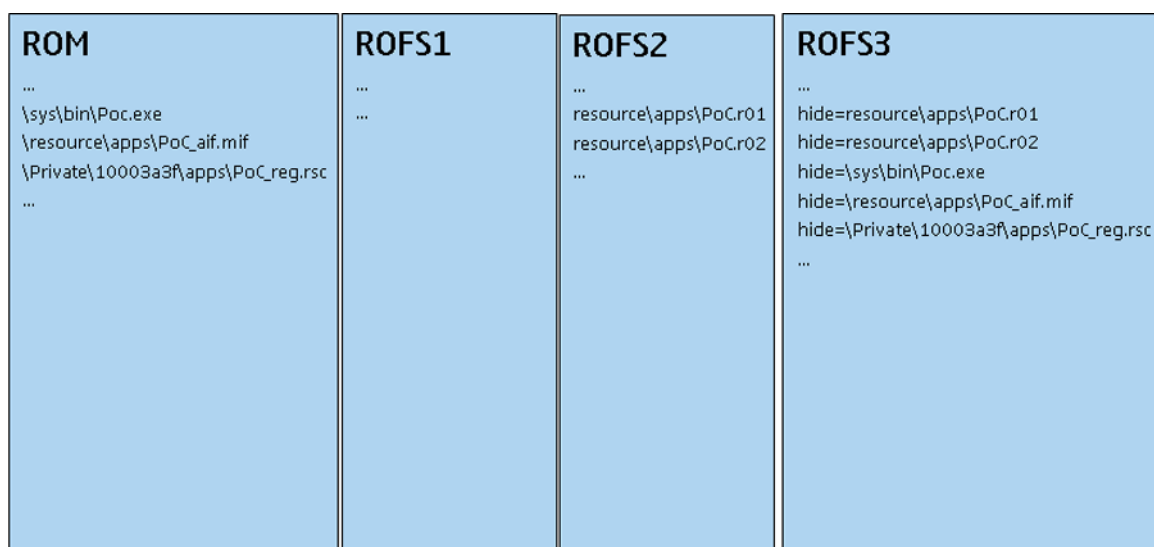 ROM
...
\sys\bin\Poc.exe
\resource\apps\PoC_aif.mif
\Private\10003a3f\apps\PoC_reg.rsc
...
ROFS1
...
...
ROFS2
...
resource\apps\PoC.r01
resource\apps\PoC.r02
...
ROFS3
...
hide=resource\apps\PoC.r01
hide=resource\apps\PoC.r02
hide=\sys\bin\Poc.exe
hide=\resource\apps\PoC_aif.mif
hide=\Private\10003a3f\apps\PoC_reg.rsc
...